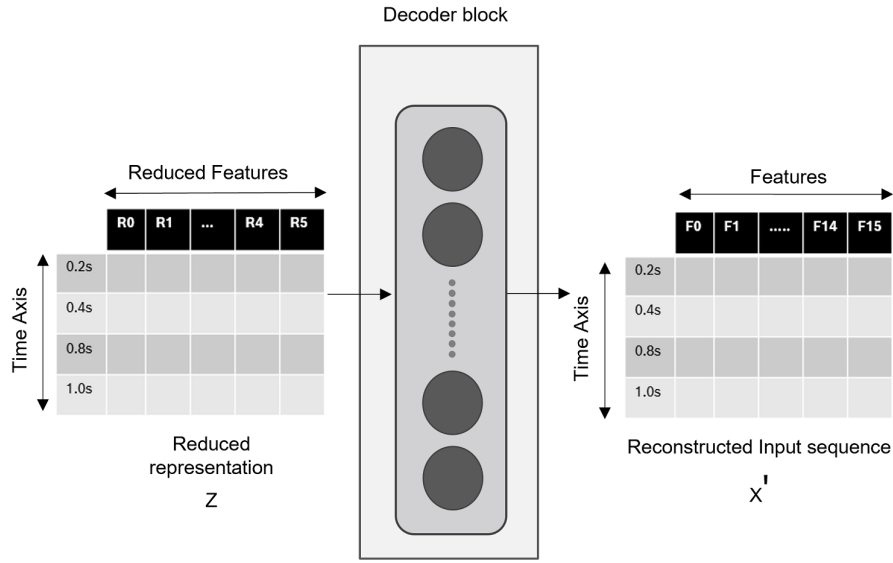 Decoder block
Reduced Features
R0 R1 ... R4 R5
0.2s
0.4s
0.8s
1.0s
Time Axis
Reduced
representation
Z
Features
F0 F1 ..... F14 F15
0.2s
0.4s
0.8s
1.0s
Time Axis
Reconstructed Input sequence
X'